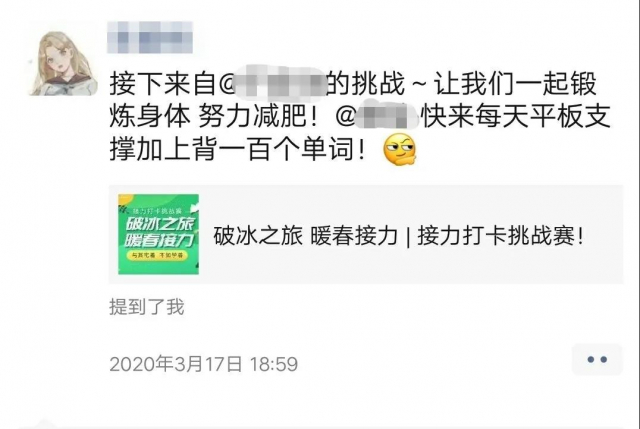 接下来自@的挑战～让我们一起锻
炼身体 努力减肥！@快来每天平板支
撑加上背一百个单词！
接力打卡挑战赛
破冰之旅
暖春接力
破冰之旅 暖春接力 | 接力打卡挑战赛！
提到了我
2020年3月17日 18:59